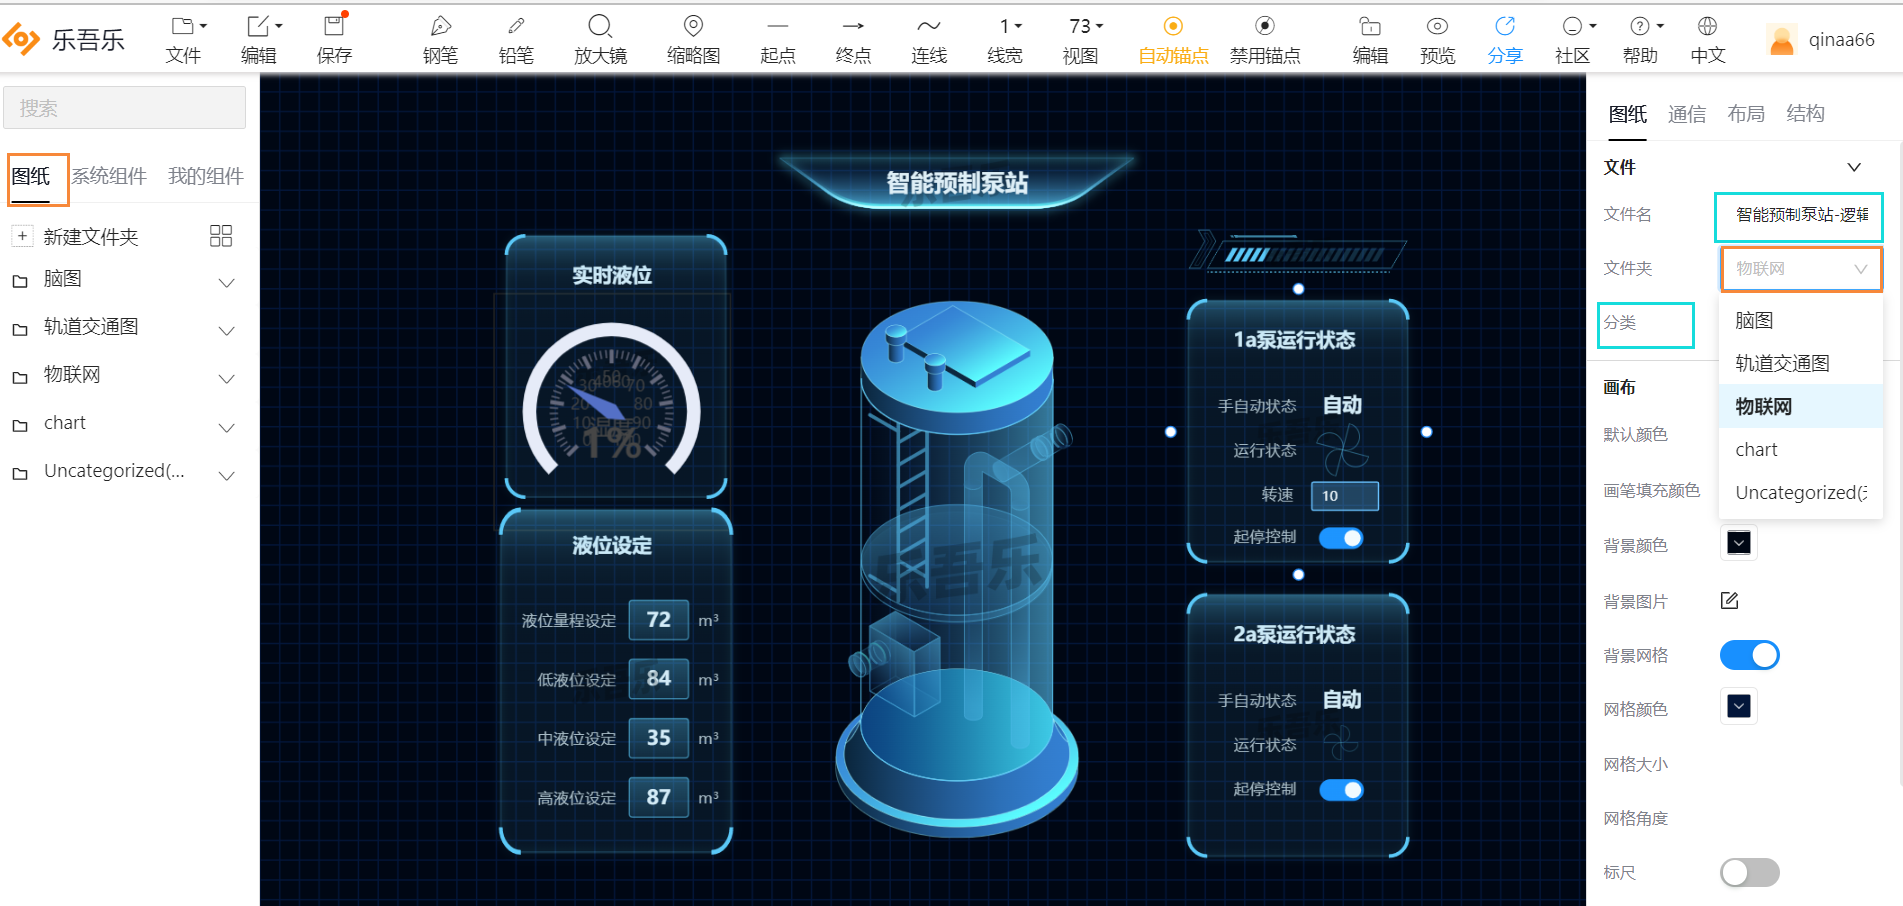 乐吾乐
文件
编辑
保存
钢笔
铅笔
放大镜
缩略图
起点
终点
连线
1
线宽
73
视图
自动锚点
禁用锚点
编辑
预览
分享
社区
帮助
中文
qinaa66
搜索
图纸 系统组件 我的组件
新建文件夹
脑图
轨道交通图
物联网
chart
Uncategorized(...
智能预制泵站
实时液位
1%
液位设定
液位量程设定 72 m³
低液位设定 84 m³
中液位设定 35 m³
高液位设定 87 m³
乐吾乐
1a泵运行状态
手自动状态 自动
运行状态
转速 10
起停控制
2a泵运行状态
手自动状态 自动
运行状态
起停控制
图纸 通信 布局 结构
文件
文件名 智能预制泵站-逻辑
文件夹 物联网
分类
脑图
轨道交通图
物联网
chart
Uncategorized(
画布
默认颜色
画笔填充颜色
背景颜色
背景图片
背景网格
网格颜色
网格大小
网格角度
标尺